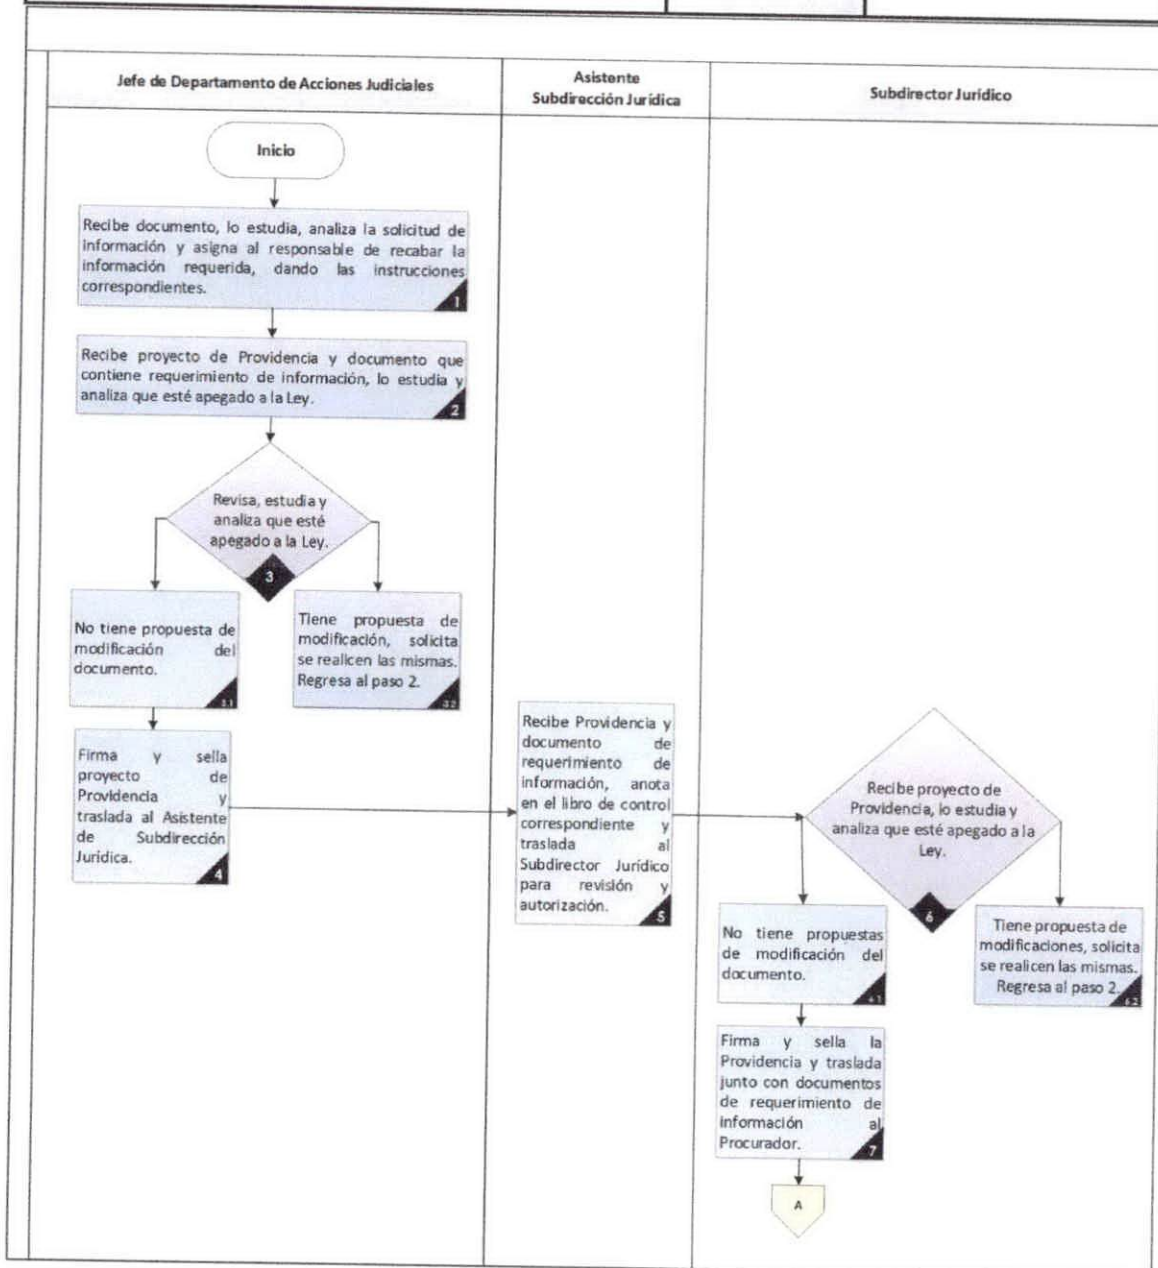 Jefe de Departamento de Acciones Judiciales
Asistente
Subdirección Jurídica
Subdirector Jurídico
Inicio
Recibe documento, lo estudia, analiza la solicitud de
información y asigna al responsable de recabar la
información requerida, dando las instrucciones
correspondientes.
1
Recibe proyecto de Providencia y documento que
contiene requerimiento de información, lo estudia y
analiza que esté apegado a la Ley.
2
Revisa, estudia y
analiza que esté
apegado a la Ley.
3
No tiene propuesta de
modificación del
documento.
3.1
Tiene propuesta de
modificación, solicita
se realicen las mismas.
Regresa al paso 2.
3.2
Firma y sella
proyecto de
Providencia y
traslada al Asistente
de Subdirección
Jurídica.
4
Recibe Providencia y
documento de
requerimiento de
información, anota
en el libro de control
correspondiente y
traslada al
Subdirector Jurídico
para revisión y
autorización.
5
Recibe proyecto de
Providencia, lo estudia y
analiza que esté apegado a la
Ley.
6
No tiene propuestas
de modificación del
documento.
6.1
Tiene propuesta de
modificaciones, solicita
se realicen las mismas.
Regresa al paso 2.
6.2
Firma y sella la
Providencia y traslada
junto con documentos
de requerimiento de
información al
Procurador.
7
A